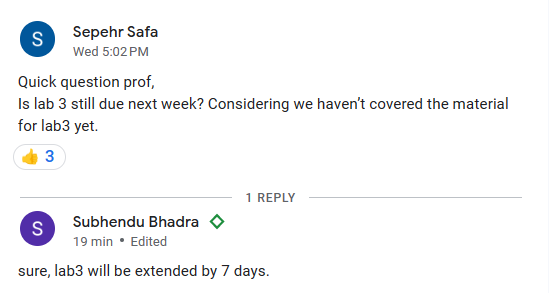 S
Sepehr Safa
Wed 5:02 PM
Quick question prof,
Is lab 3 still due next week? Considering we haven't covered the material
for lab3 yet.
👍 3
1 REPLY
S
Subhendu Bhadra
19 min • Edited
sure, lab3 will be extended by 7 days.